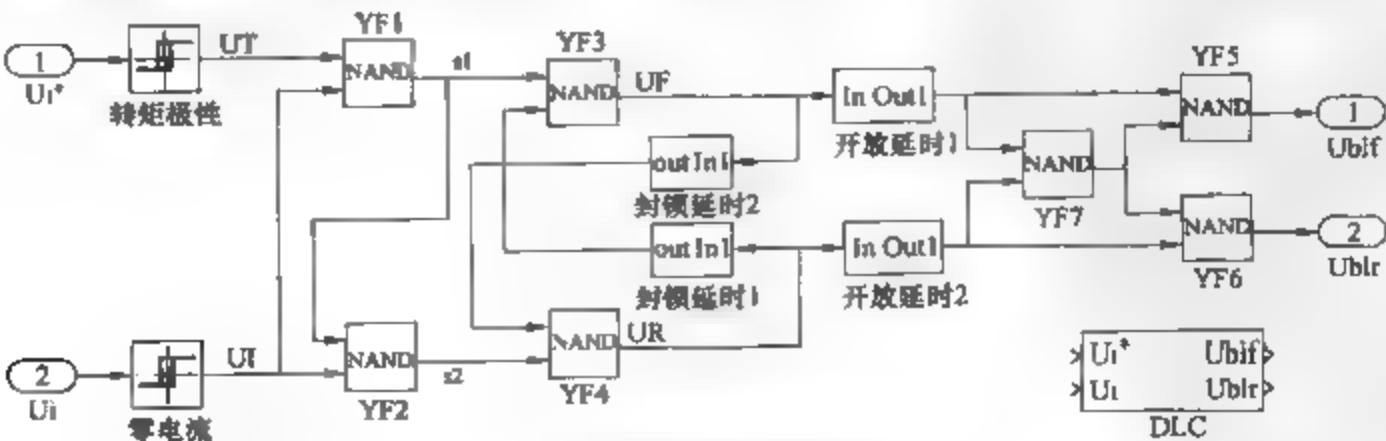 1
Ui*
转矩极性
UT
YF1
NAND
s1
YF3
NAND
UF
In Out1
开放延时1
YF5
NAND
1
Ublf
out In1
封锁延时2
NAND
YF7
out In1
封锁延时1
In Out1
开放延时2
NAND
YF6
2
Ublr
2
Ui
零电流
UI
NAND
YF2
s2
NAND
YF4
UR
Ui* Ublf
Ui Ublr
DLC